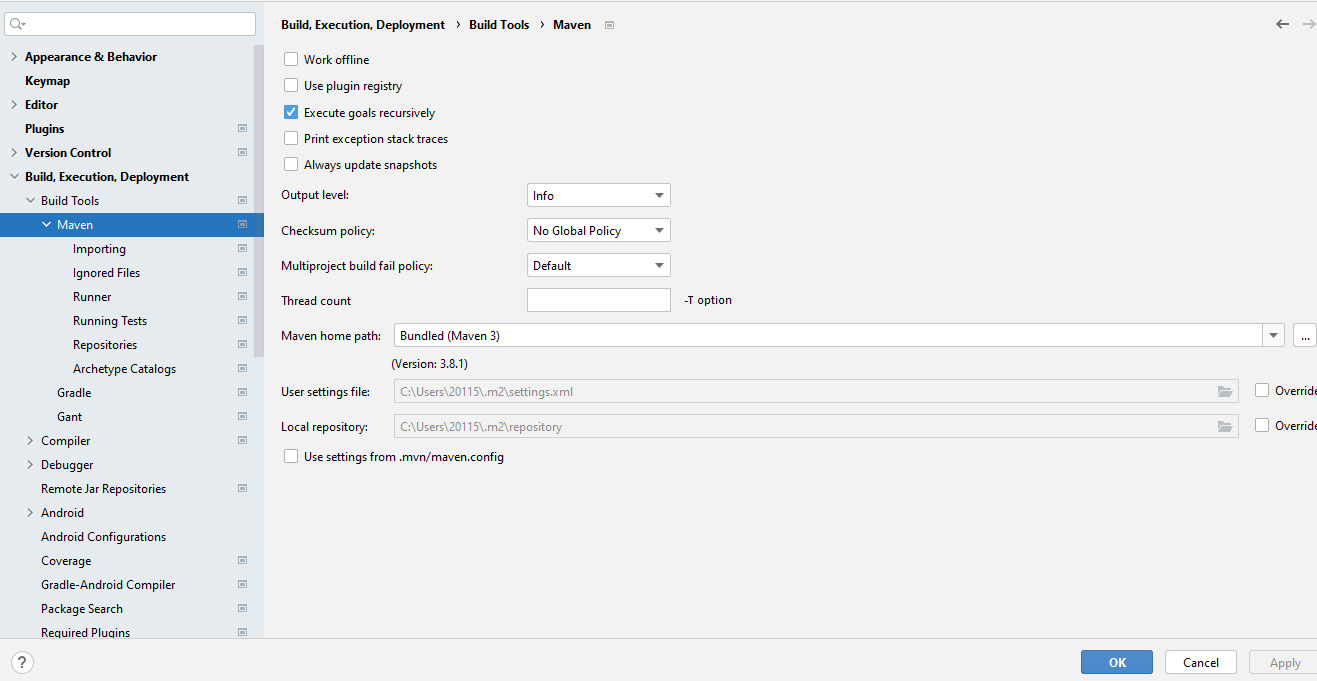 Appearance & Behavior
Keymap
Editor
Plugins
Version Control
Build, Execution, Deployment
Build Tools
Maven
Importing
Ignored Files
Runner
Running Tests
Repositories
Archetype Catalogs
Gradle
Gant
Compiler
Debugger
Remote Jar Repositories
Android
Android Configurations
Coverage
Gradle-Android Compiler
Package Search
Required Plugins
Build, Execution, Deployment › Build Tools › Maven
Work offline
Use plugin registry
Execute goals recursively
Print exception stack traces
Always update snapshots
Output level: Info
Checksum policy: No Global Policy
Multiproject build fail policy: Default
Thread count -T option
Maven home path: Bundled (Maven 3) ...
(Version: 3.8.1)
User settings file: C:\Users\20115\.m2\settings.xml Override
Local repository: C:\Users\20115\.m2\repository Override
Use settings from .mvn/maven.config
? OK Cancel Apply